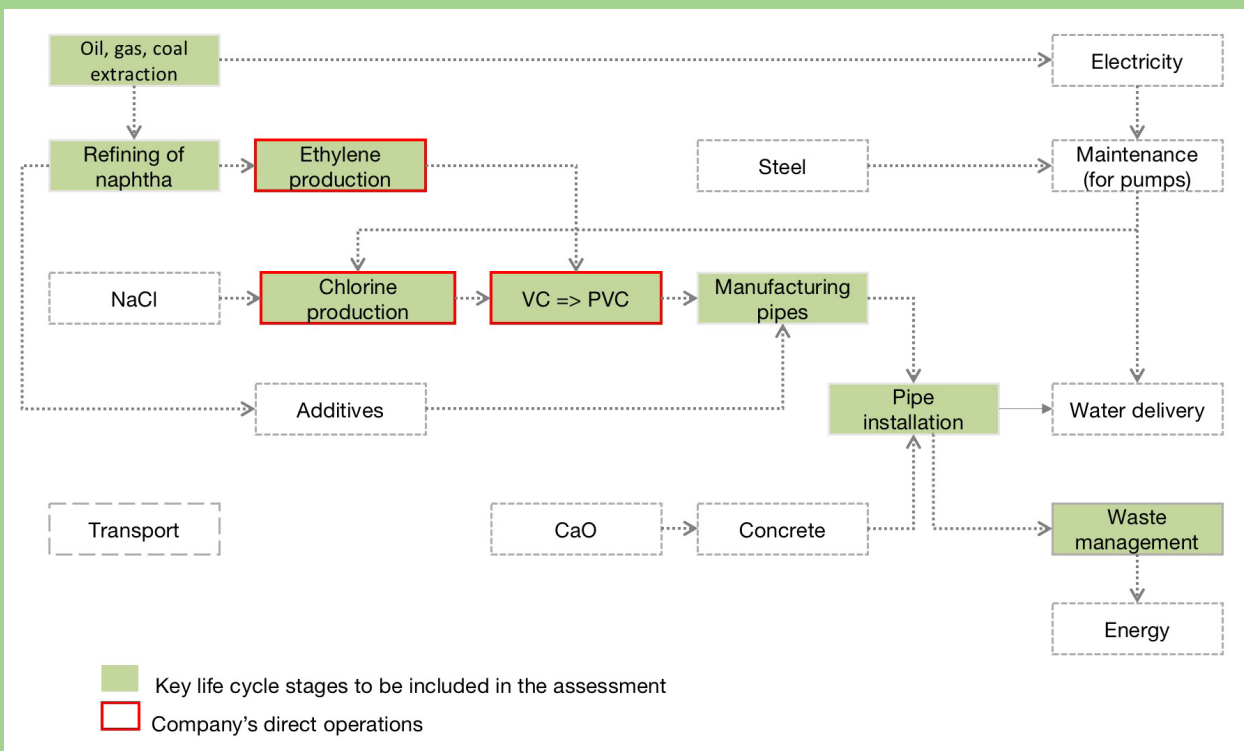 Oil, gas, coal
extraction
Electricity
Refining of
naphtha
Ethylene
production
Steel
Maintenance
(for pumps)
NaCl
Chlorine
production
VC => PVC
Manufacturing
pipes
Additives
Pipe
installation
Water delivery
Transport
CaO
Concrete
Waste
management
Energy
Key life cycle stages to be included in the assessment
Company’s direct operations